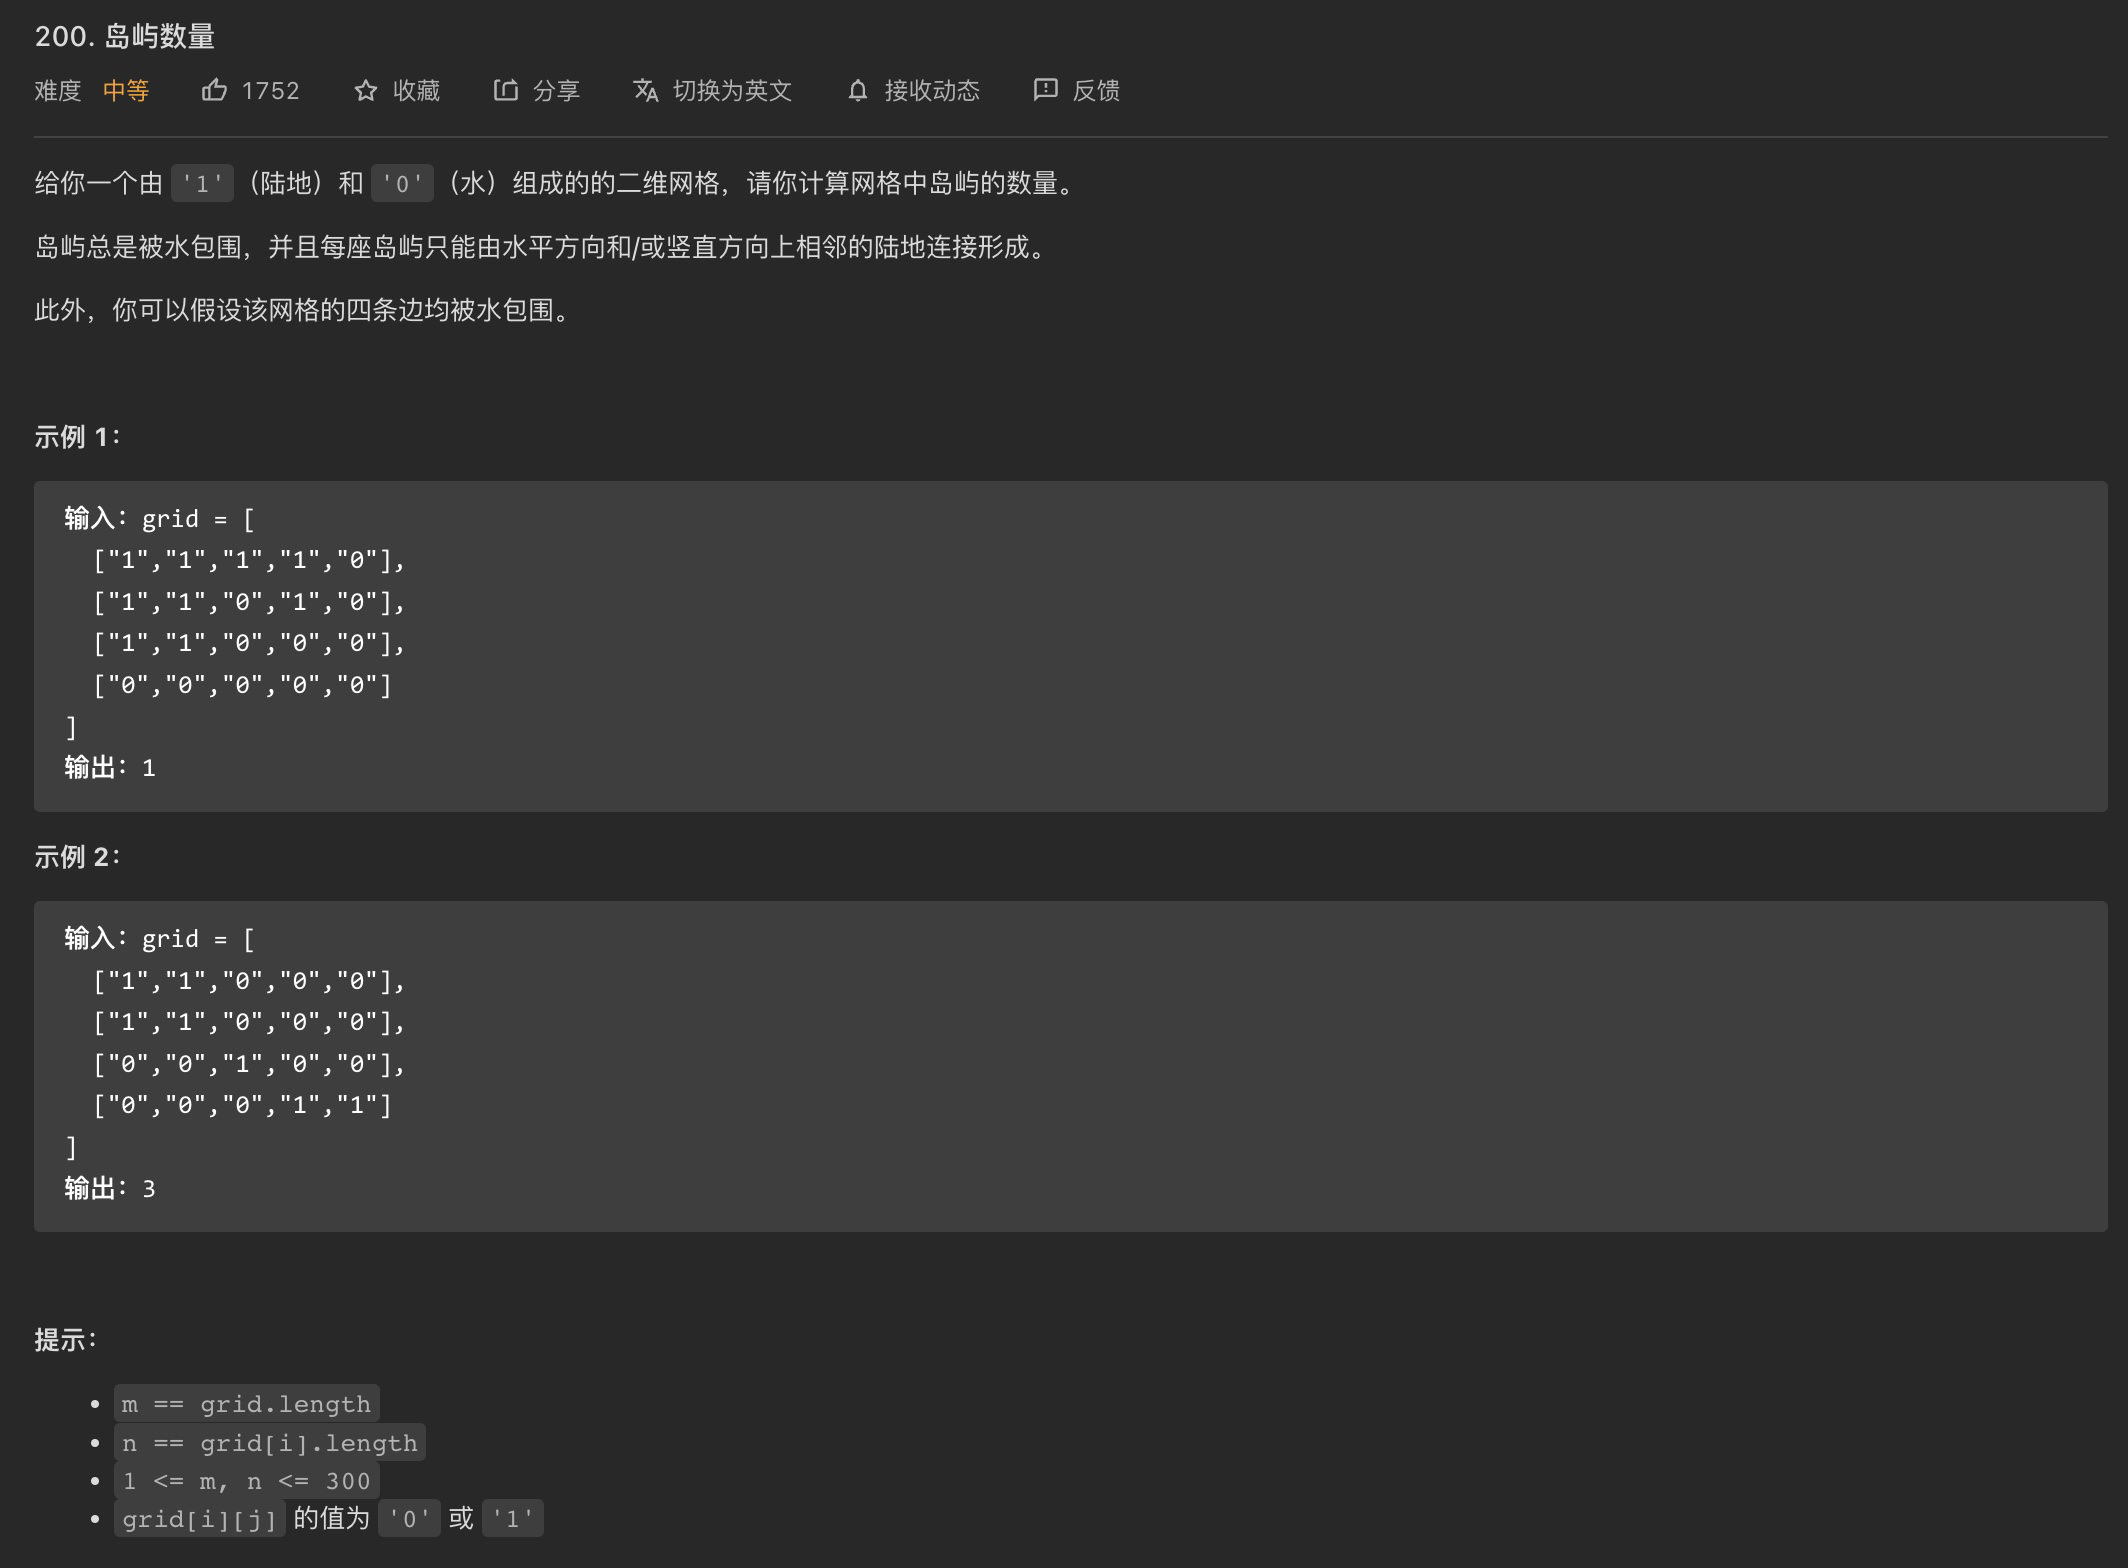 200. 岛屿数量
难度 中等 1752 收藏 分享 切换为英文 接收动态 反馈
给你一个由 '1'（陆地）和 '0'（水）组成的的二维网格，请你计算网格中岛屿的数量。
岛屿总是被水包围，并且每座岛屿只能由水平方向和/或竖直方向上相邻的陆地连接形成。
此外，你可以假设该网格的四条边均被水包围。
示例 1：
输入：grid = [
  ["1","1","1","1","0"],
  ["1","1","0","1","0"],
  ["1","1","0","0","0"],
  ["0","0","0","0","0"]
]
输出：1
示例 2：
输入：grid = [
  ["1","1","0","0","0"],
  ["1","1","0","0","0"],
  ["0","0","1","0","0"],
  ["0","0","0","1","1"]
]
输出：3
提示：
• m == grid.length
• n == grid[i].length
• 1 <= m, n <= 300
• grid[i][j] 的值为 '0' 或 '1'